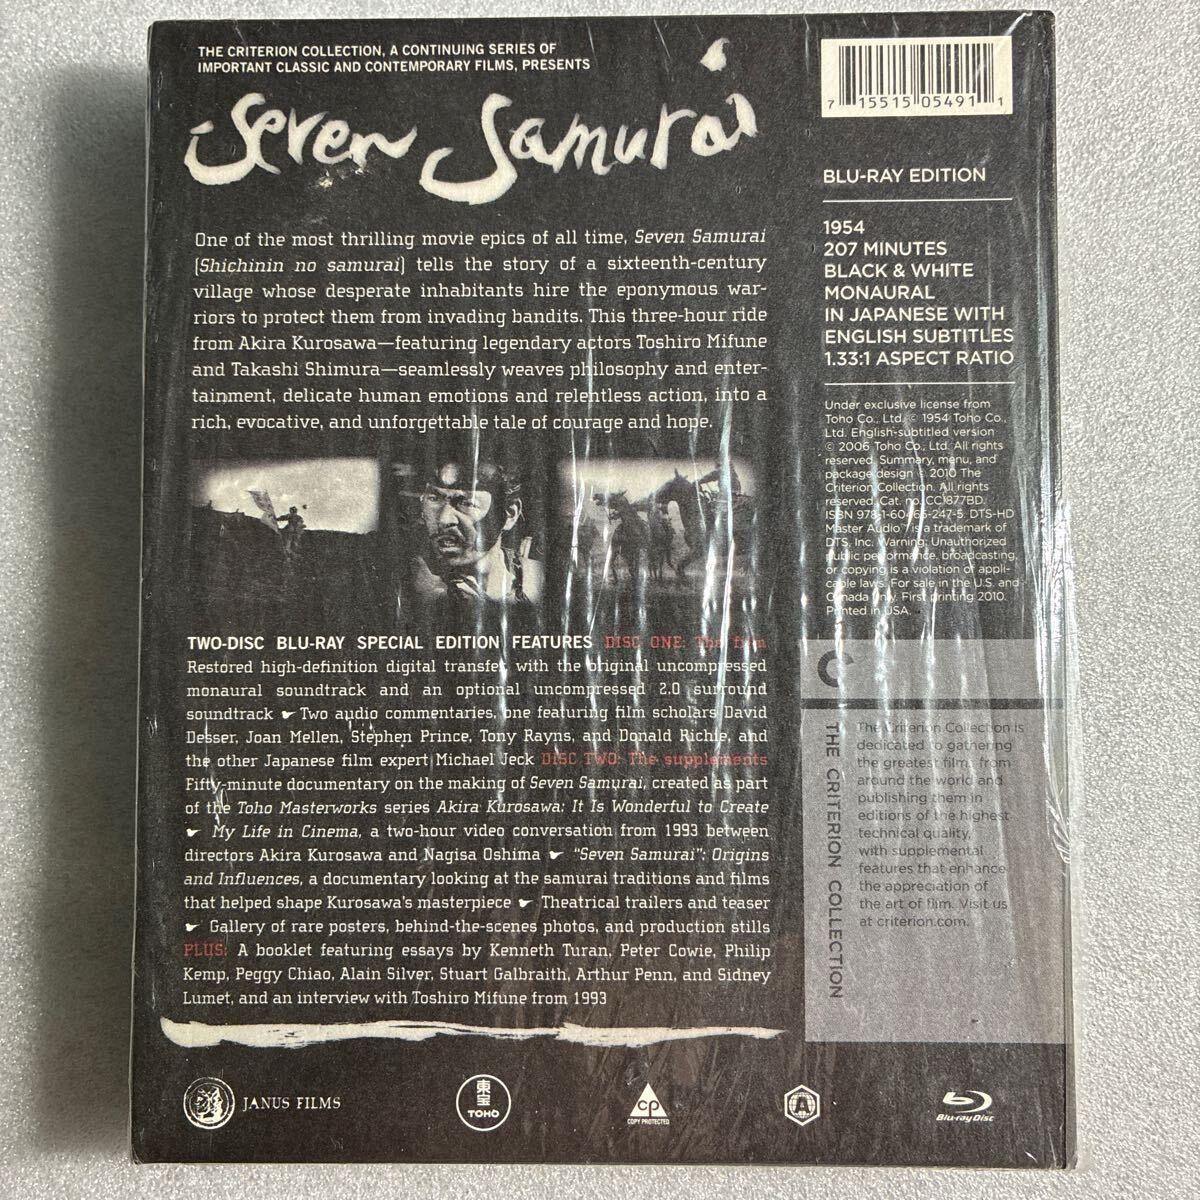 THE CRITERION COLLECTION, A CONTINUING SERIES OF
IMPORTANT CLASSIC AND CONTEMPORARY FILMS, PRESENTS
Seven Samurai
One of the most thrilling movie epics of all time, Seven Samurai
(Shichinin no samurai) tells the story of a sixteenth-century
village whose desperate inhabitants hire the eponymous war-
riors to protect them from invading bandits. This three-hour ride
from Akira Kurosawa—featuring legendary actors Toshiro Mifune
and Takashi Shimura—seamlessly weaves philosophy and enter-
tainment, delicate human emotions and relentless action, into a
rich, evocative, and unforgettable tale of courage and hope.
TWO-DISC BLU-RAY SPECIAL EDITION FEATURES DISC ONE: The film
Restored high-definition digital transfer, with the original uncompressed
monaural soundtrack and an optional uncompressed 2.0 surround
soundtrack ☛ Two audio commentaries, one featuring film scholars David
Desser, Joan Mellen, Stephen Prince, Tony Rayns, and Donald Richie, and
the other Japanese film expert Michael Jeck DISC TWO: The supplements
Fifty-minute documentary on the making of Seven Samurai, created as part
of the Toho Masterworks series Akira Kurosawa: It Is Wonderful to Create
☛ My Life in Cinema, a two-hour video conversation from 1993 between
directors Akira Kurosawa and Nagisa Oshima ☛ "Seven Samurai": Origins
and Influences, a documentary looking at the samurai traditions and films
that helped shape Kurosawa's masterpiece ☛ Theatrical trailers and teaser
☛ Gallery of rare posters, behind-the-scenes photos, and production stills
PLUS: A booklet featuring essays by Kenneth Turan, Peter Cowie, Philip
Kemp, Peggy Chiao, Alain Silver, Stuart Galbraith, Arthur Penn, and Sidney
Lumet, and an interview with Toshiro Mifune from 1993
7 15515 05491 1
BLU-RAY EDITION
1954
207 MINUTES
BLACK & WHITE
MONAURAL
IN JAPANESE WITH
ENGLISH SUBTITLES
1.33:1 ASPECT RATIO
Under exclusive license from
Toho Co., Ltd. © 1954 Toho Co.,
Ltd. English-subtitled version
© 2006 Toho Co., Ltd. All rights
reserved. Summary, menu, and
package design © 2010 The
Criterion Collection. All rights
reserved. Cat. no. CC1877BD.
ISBN 978-1-60465-247-5. DTS-HD
Master Audio™ is a trademark of
DTS, Inc. Warning: Unauthorized
public performance, broadcasting,
or copying is a violation of appli-
cable laws. For sale in the U.S. and
Canada only. First printing 2010.
Printed in USA.
THE CRITERION COLLECTION
The Criterion Collection is
dedicated to gathering
the greatest films from
around the world and
publishing them in
editions of the highest
technical quality,
with supplemental
features that enhance
the appreciation of
the art of film. Visit us
at criterion.com.
JANUS FILMS
東宝
TOHO
CP
COPY PROTECTED
A
Blu-ray Disc